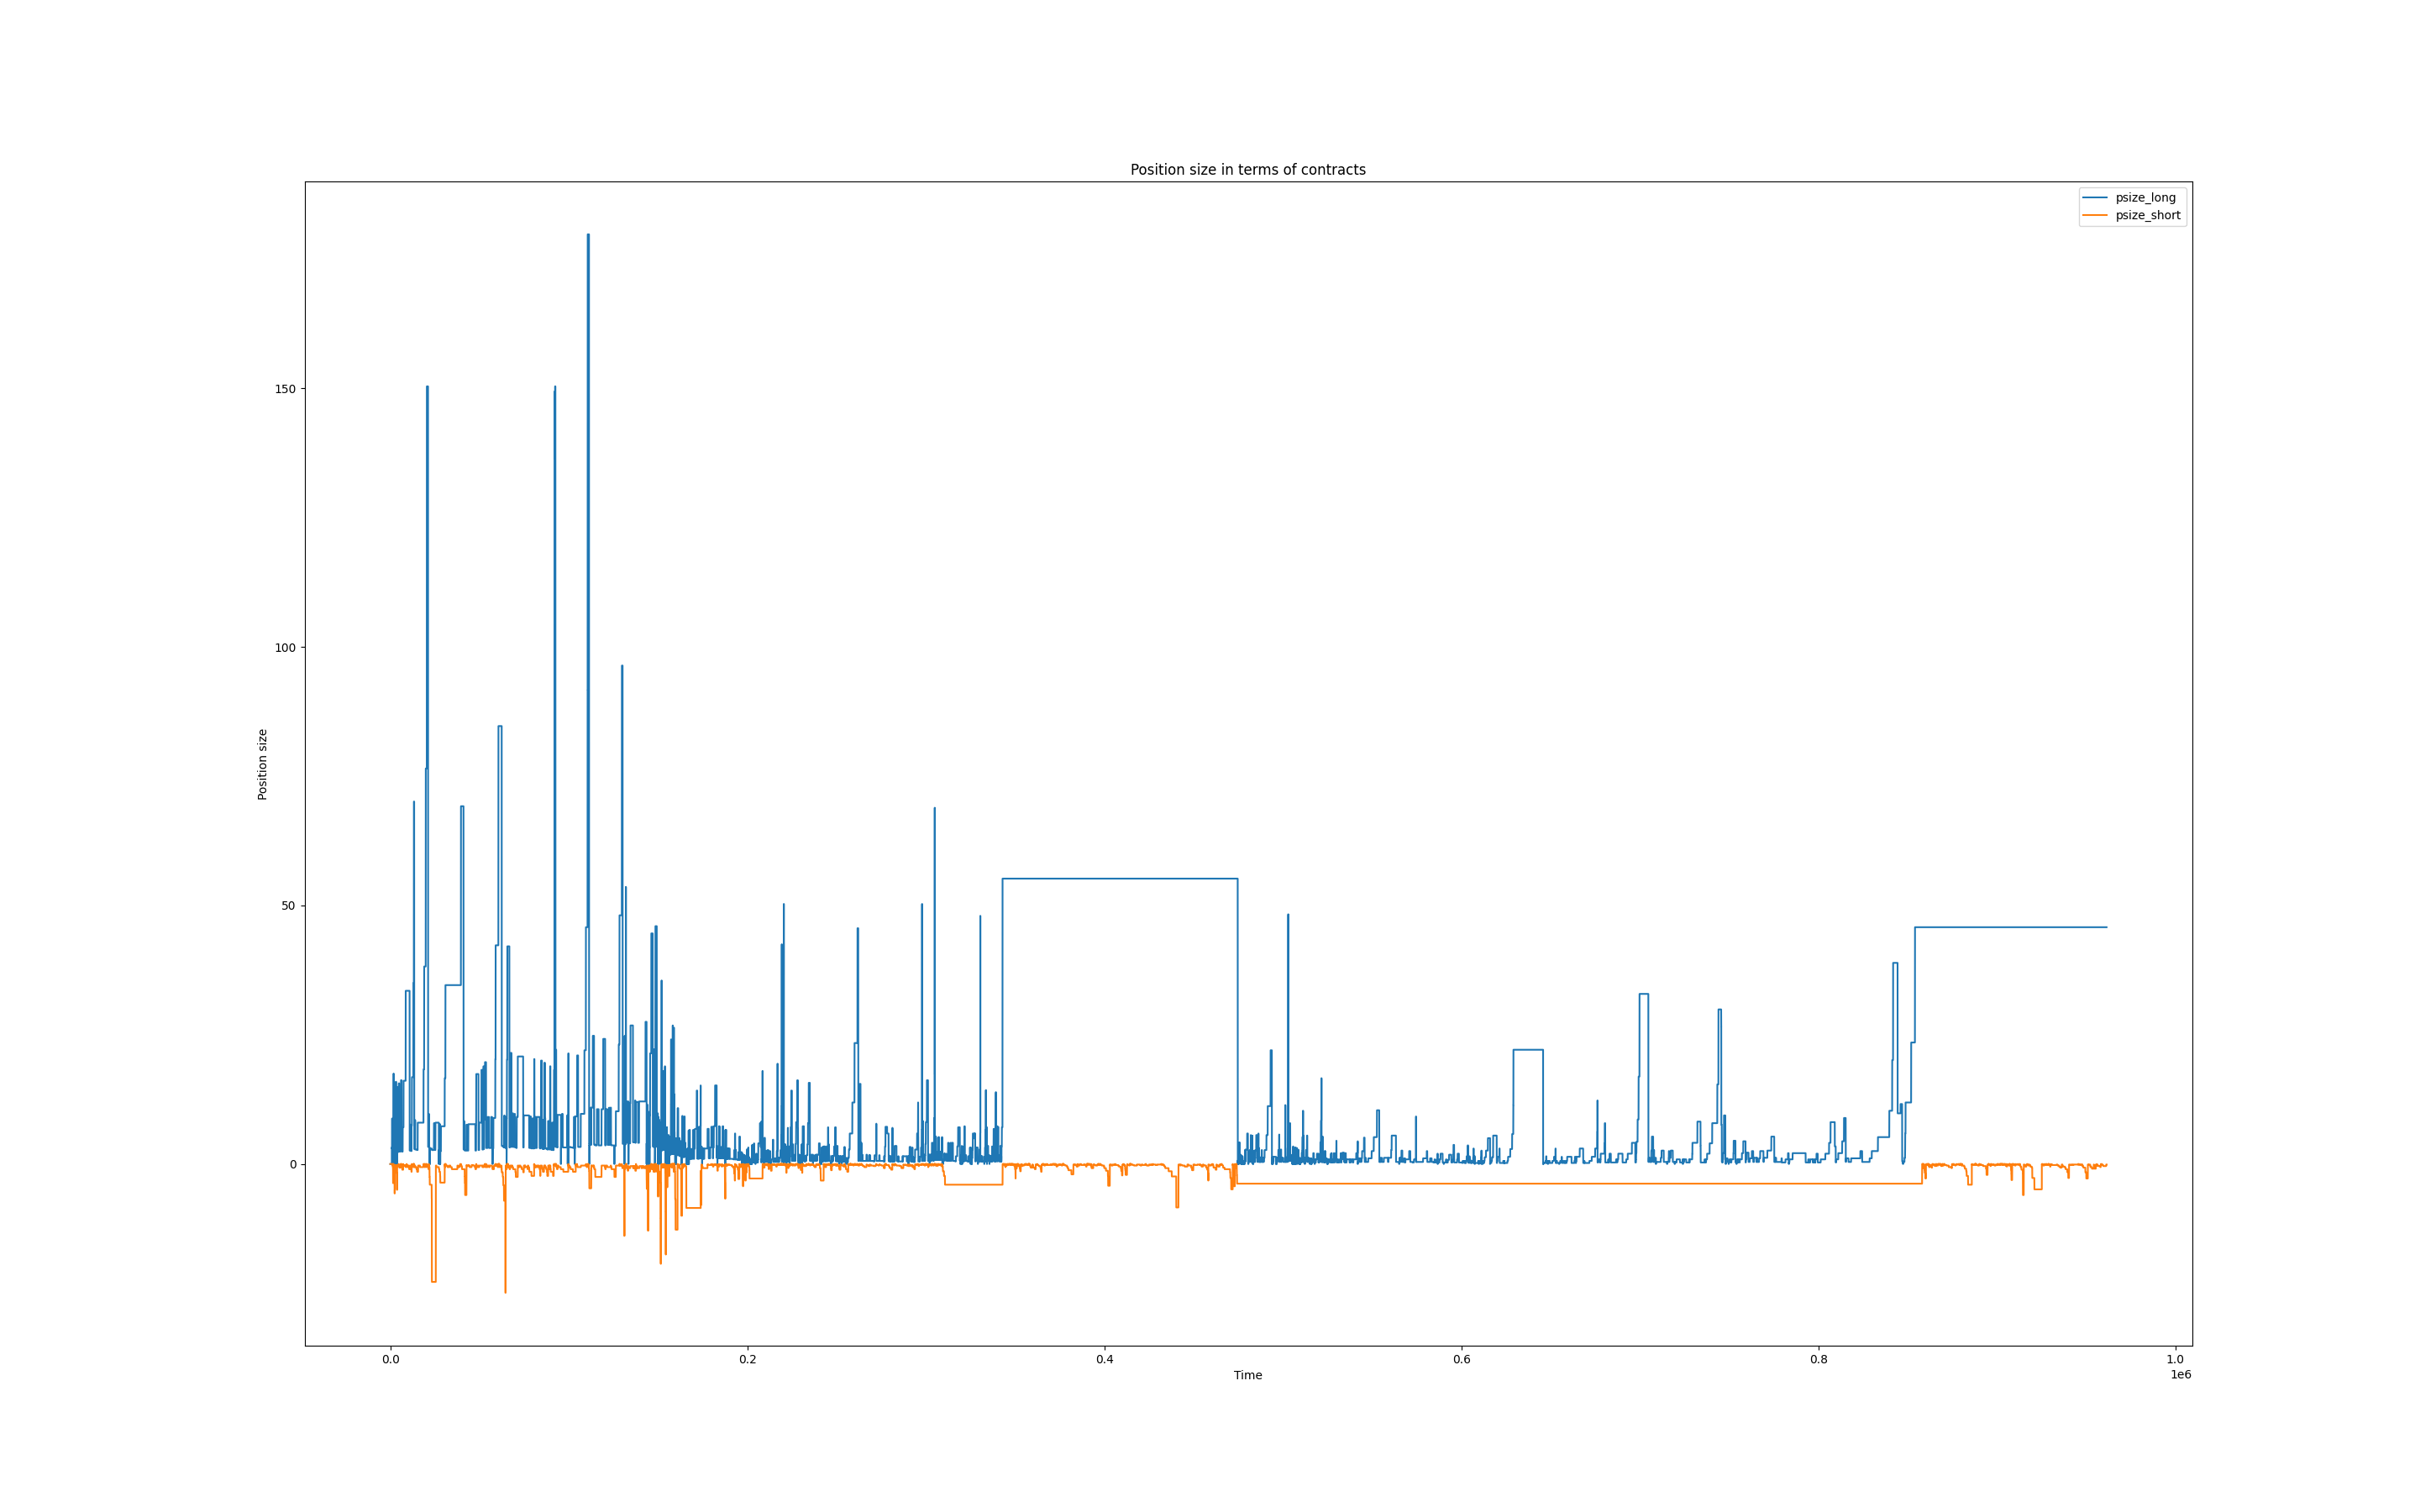 Position size in terms of contracts
psize_long
psize_short
Position size
150
100
50
0
0.0
0.2
0.4
0.6
0.8
1.0
1e6
Time